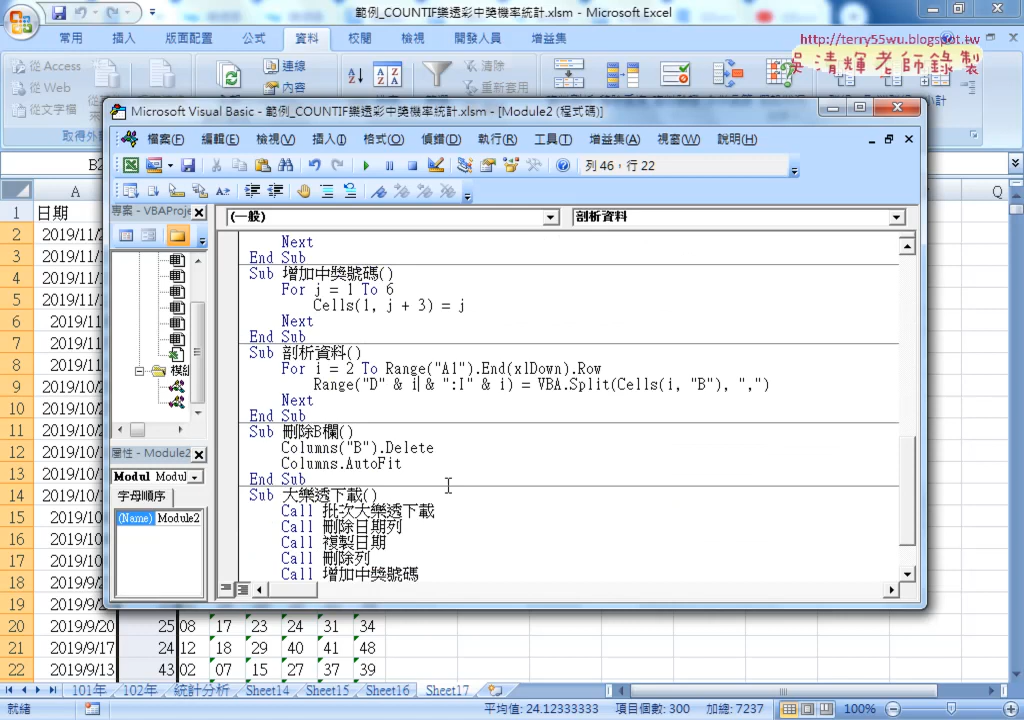 範例_COUNTIF樂透彩中獎機率統計.xlsm - Microsoft Excel
常用 插入 版面配置 公式 資料 校閱 檢視 開發人員 增益集
http://terry55wu.blogspot.tw
吳清輝老師錄製
從 Access
從 Web
從文字檔
連線
內容
清除
重新套用
小計
Microsoft Visual Basic - 範例_COUNTIF樂透彩中獎機率統計.xlsm - [Module2 (程式碼)]
檔案(F) 編輯(E) 檢視(V) 插入(I) 格式(O) 偵錯(D) 執行(R) 工具(T) 增益集(A) 視窗(W) 說明(H)
列 46，行 22
專案 - VBAProje
(一般) 剖析資料
Next
End Sub
Sub 增加中獎號碼()
For j = 1 To 6
Cells(1, j + 3) = j
Next
End Sub
Sub 剖析資料()
For i = 2 To Range("A1").End(xlDown).Row
Range("D" & i & ":I" & i) = VBA.Split(Cells(i, "B"), ",")
Next
End Sub
Sub 刪除B欄()
Columns("B").Delete
Columns.AutoFit
End Sub
Sub 大樂透下載()
Call 批次大樂透下載
Call 刪除日期列
Call 複製日期
Call 刪除列
Call 增加中獎號碼
模組
屬性 - Module2
Modul Modul
字母順序
(Name) Module2
A Q
1 日期
2 2019/11/2
3 2019/11/
4 2019/11/
5 2019/11/
6 2019/11
7 2019/11
8 2019/11
9 2019/10/
10 2019/10/
11 2019/10/
12 2019/10/
13 2019/10/
14 2019/10/
15 2019/10
16 2019/10
17 2019/10
18 2019/9/
19 2019/9/2
20 2019/9/20 25 08 17 23 24 31 34
21 2019/9/17 24 12 18 29 40 41 48
22 2019/9/13 43 02 07 15 27 37 39
101年 102年 統計分析 Sheet14 Sheet15 Sheet16 Sheet17
就緒 平均值: 24.12333333 項目個數: 300 加總: 7237 100%